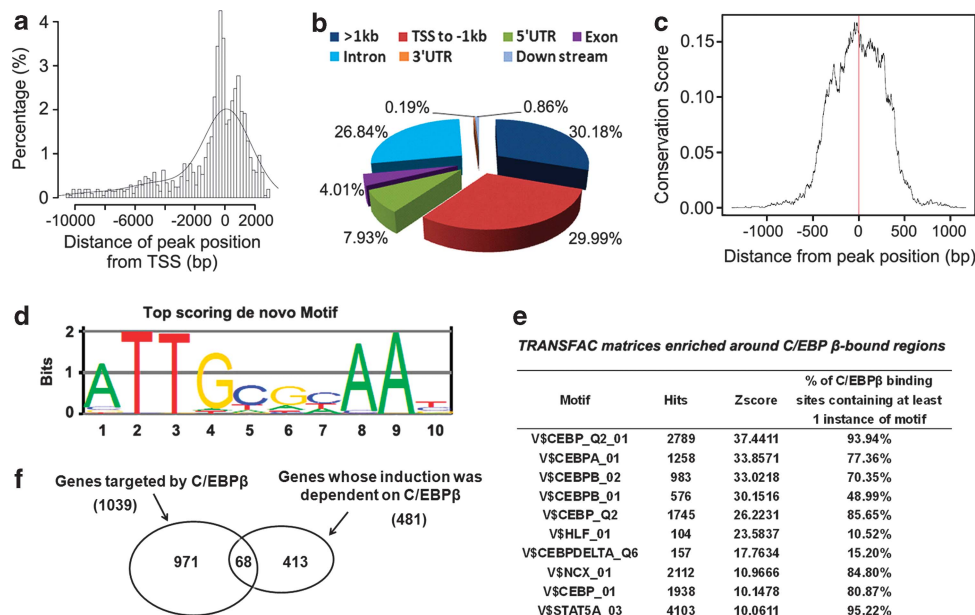 a
4
3
2
1
0
Percentage (%)
-10000
-6000
-2000
0
2000
Distance of peak position
from TSS (bp)
b
>1kb
TSS to -1kb
5'UTR
Exon
Intron
3'UTR
Down stream
0.19%
0.86%
26.84%
30.18%
4.01%
7.93%
29.99%
c
0.15
0.10
0.05
0.00
Conservation Score
-1000
-500
0
500
1000
Distance from peak position (bp)
d
Top scoring de novo Motif
2
1
0
Bits
ATTGCGCAAT
1 2 3 4 5 6 7 8 9 10
e
TRANSFAC matrices enriched around C/EBP β-bound regions
Motif Hits Zscore % of C/EBPβ binding
sites containing at least
1 instance of motif
V$CEBP_Q2_01 2789 37.4411 93.94%
V$CEBPA_01 1258 33.8571 77.36%
V$CEBPB_02 983 33.0218 70.35%
V$CEBPB_01 576 30.1516 48.99%
V$CEBP_Q2 1745 26.2231 85.65%
V$HLF_01 104 23.5837 10.52%
V$CEBPDELTA_Q6 157 17.7634 15.20%
V$NCX_01 2112 10.9666 84.80%
V$CEBP_01 1938 10.1478 80.87%
V$STAT5A_03 4103 10.0611 95.22%
f
Genes targeted by C/EBPβ
(1039)
Genes whose induction was
dependent on C/EBPβ
(481)
971
68
413